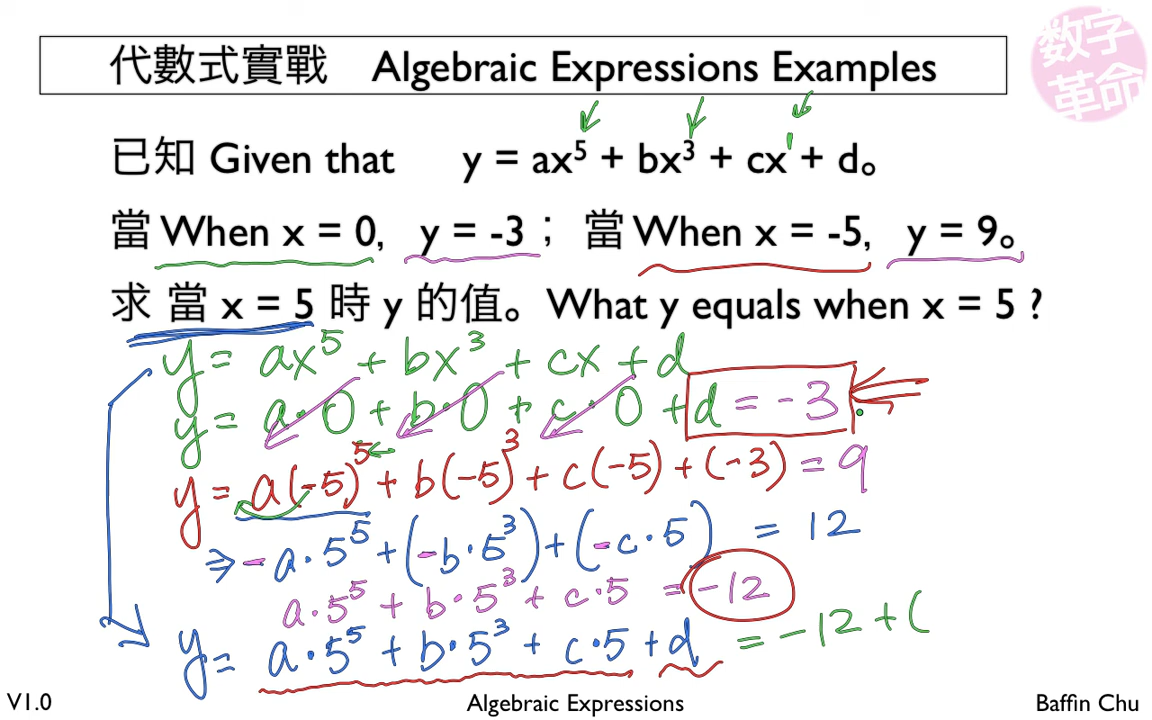 代數式實戰 Algebraic Expressions Examples
数字
革命
已知 Given that y = ax⁵ + bx³ + cx¹ + d。
當 When x = 0, y = -3； 當 When x = -5, y = 9。
求 當 x = 5 時 y 的值。What y equals when x = 5 ?
y = ax⁵ + bx³ + cx + d
y = a·0 + b·0 + c·0 + d = -3
y = a(-5)⁵ + b(-5)³ + c(-5) + (-3) = 9
⇒ -a·5⁵ + (-b·5³) + (-c·5) = 12
a·5⁵ + b·5³ + c·5 = -12
y = a·5⁵ + b·5³ + c·5 + d = -12 + (
V1.0 Algebraic Expressions Baffin Chu